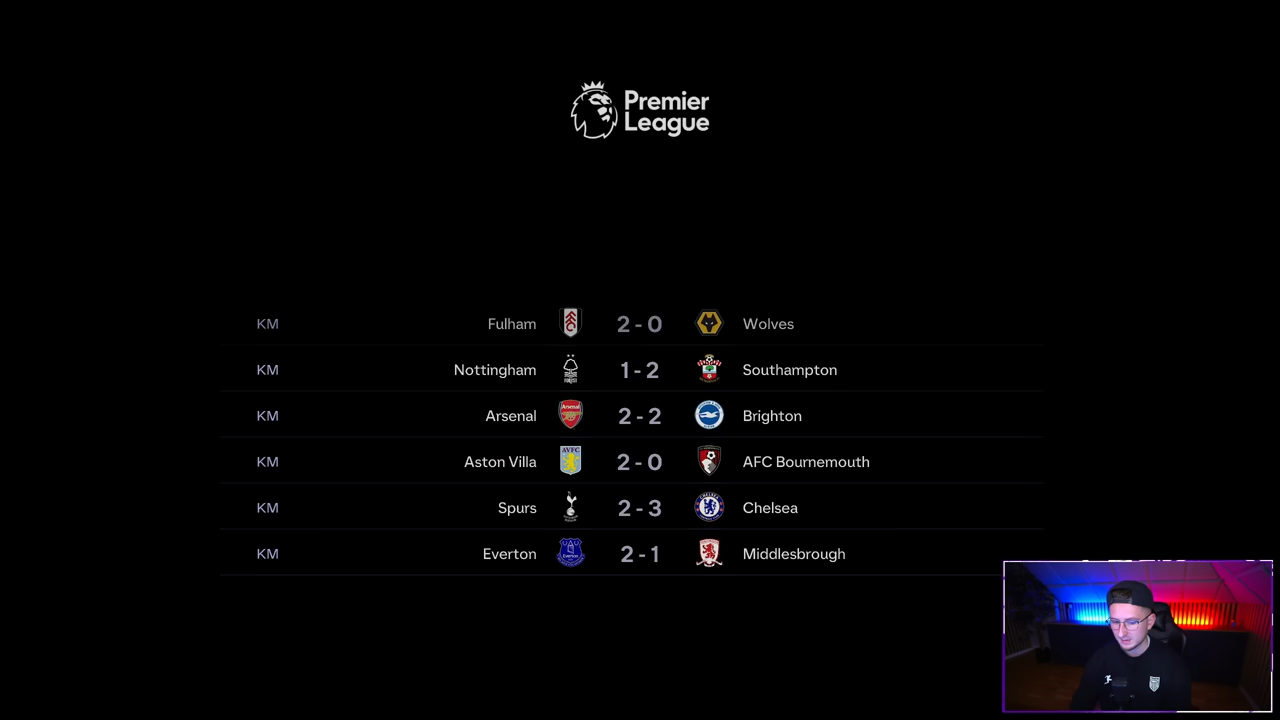 Premier
League
KM Fulham 2 - 0 Wolves
KM Nottingham 1 - 2 Southampton
KM Arsenal 2 - 2 Brighton
KM Aston Villa 2 - 0 AFC Bournemouth
KM Spurs 2 - 3 Chelsea
KM Everton 2 - 1 Middlesbrough